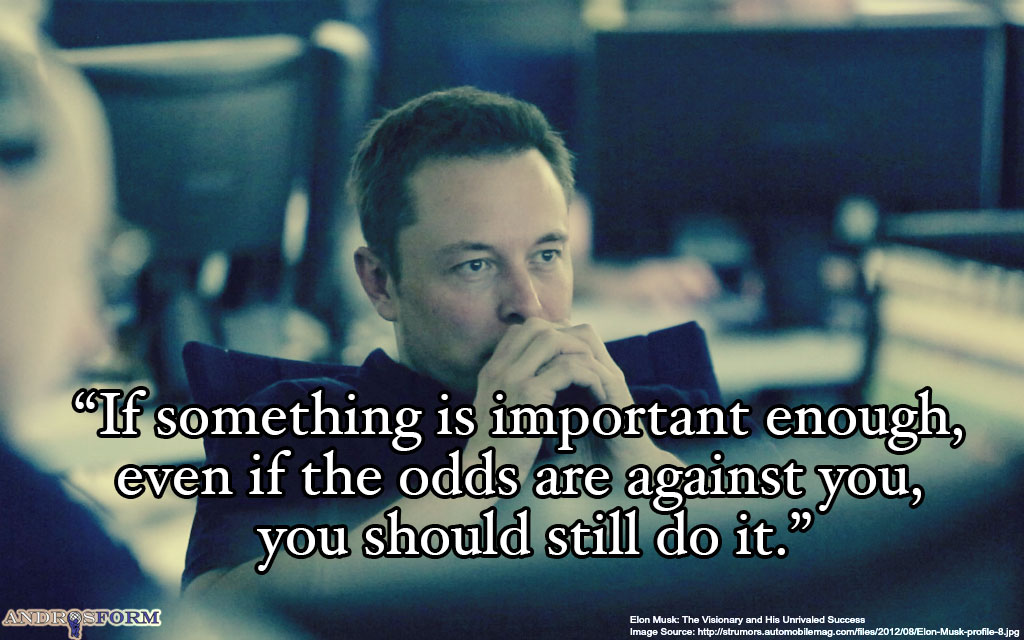 “If something is important enough,
even if the odds are against you,
you should still do it.”
ANDROSFORM
Elon Musk: The Visionary and His Unrivaled Success
Image Source: http://strumors.automobilemag.com/files/2012/08/Elon-Musk-profile-8.jpg